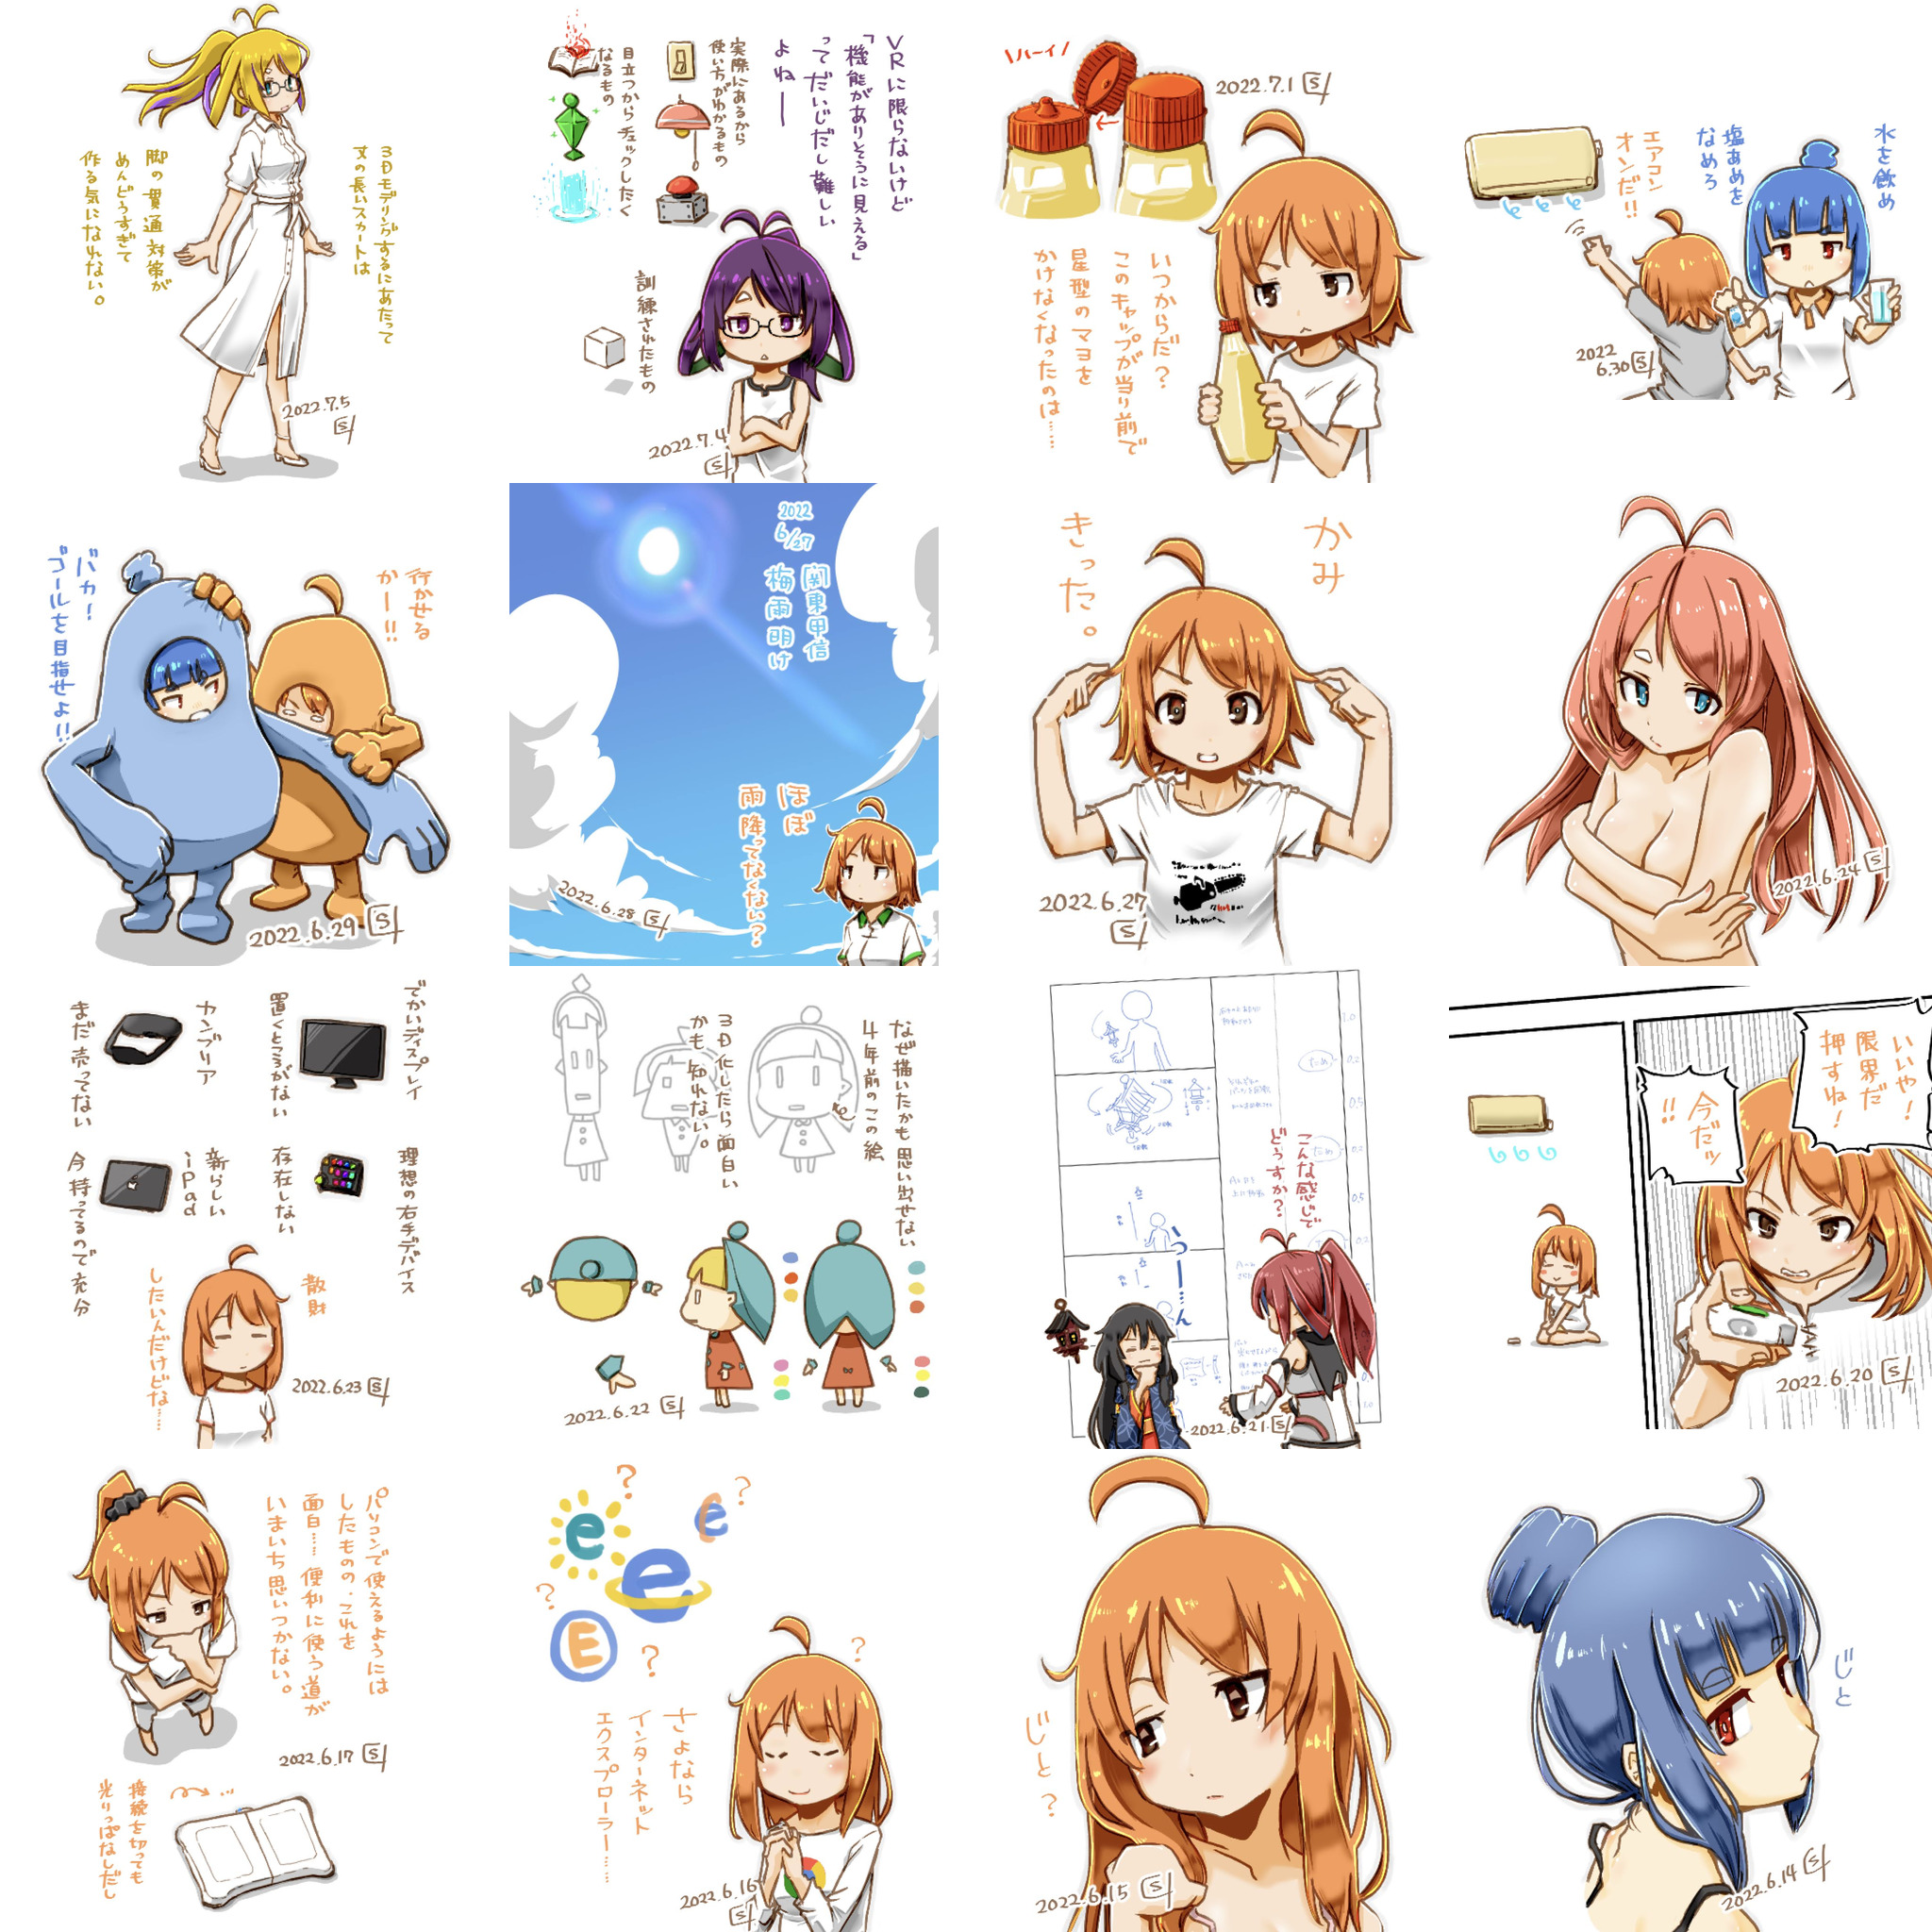 3Dモデリングするにあたって
丈の長いスカートは
脚の貫通対策が
めんどうすぎて
作る気になれない。
2022.7.5
VRに限らないけど
「機能がありそうに見える」
ってだいじだし難しい
よねー
実際にあるから
使い方がわかるもの
目立つからチェックしたく
なるもの
訓練されたもの
2022.7.4
\ハーイ/
2022.7.1
いつからだ?
このキャップが当り前で
星型のマヨを
かけなくなったのは……
水を飲め
塩あめを
なめろ
エアコン
オンだ!!
2022
6.30
行かせる
かー!!
バカ!
ゴールを目指せよ!!
2022.6.29
2022
6/27
関東甲信
梅雨明け
ほぼ
雨降ってなくない?
2022.6.28
かみ
きった。
2022.6.27
2022.6.24
でかいディスプレイ
置くところがない
カンブリア
まだ売ってない
理想の右手デバイス
存在しない
新らしい
iPad
今持ってるので充分
散財
したいんだけどな……
2022.6.23
なぜ描いたかも思い出せない
4年前のこの絵
3D化したら面白い
かも知れない。
2022.6.22
こんな感じで
どうすか?
うーん
2022.6.21
いいや!
限界だ
押すね!
今だッ
!!
2022.6.20
パソコンで使えるようには
したものの、これを
面白……便利に使う道が
いまいち思いつかない。
2022.6.17
接続を切っても
光りっぱなしだし
さよなら
インターネット
エクスプローラー……
2022.6.16
じと?
2022.6.15
じと
2022.6.14